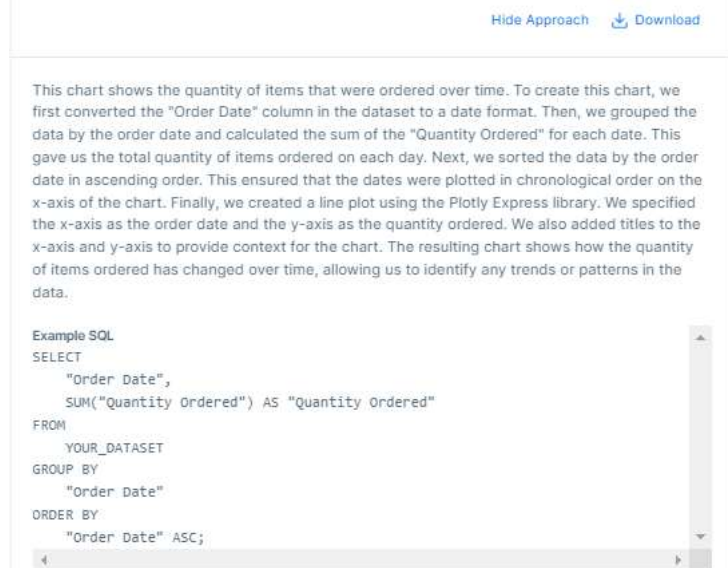 Hide Approach Download
This chart shows the quantity of items that were ordered over time. To create this chart, we
first converted the "Order Date" column in the dataset to a date format. Then, we grouped the
data by the order date and calculated the sum of the "Quantity Ordered" for each date. This
gave us the total quantity of items ordered on each day. Next, we sorted the data by the order
date in ascending order. This ensured that the dates were plotted in chronological order on the
x-axis of the chart. Finally, we created a line plot using the Plotly Express library. We specified
the x-axis as the order date and the y-axis as the quantity ordered. We also added titles to the
x-axis and y-axis to provide context for the chart. The resulting chart shows how the quantity
of items ordered has changed over time, allowing us to identify any trends or patterns in the
data.
Example SQL
SELECT
    "Order Date",
    SUM("Quantity Ordered") AS "Quantity Ordered"
FROM
    YOUR_DATASET
GROUP BY
    "Order Date"
ORDER BY
    "Order Date" ASC;